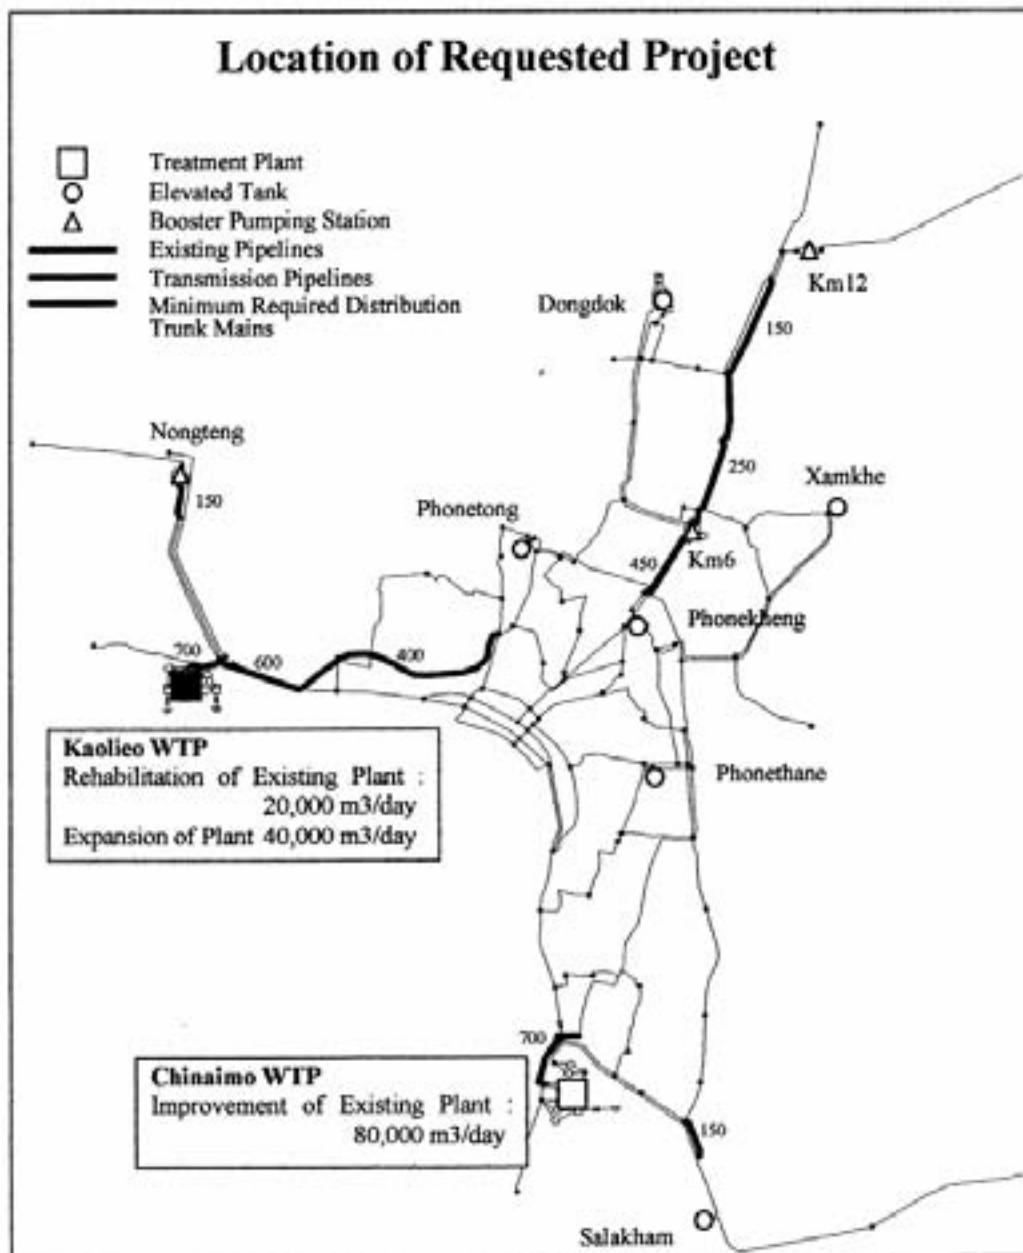 Location of Requested Project
Treatment Plant
Elevated Tank
Booster Pumping Station
Existing Pipelines
Transmission Pipelines
Minimum Required Distribution
Trunk Mains
Km12
Dongdok
150
Nongteng
250
Xamkhe
150
Phonetong
450
Km6
Phonekheng
700
600
400
Kaolieo WTP
Rehabilitation of Existing Plant :
20,000 m3/day
Expansion of Plant 40,000 m3/day
Phonethane
700
Chinaimo WTP
Improvement of Existing Plant :
80,000 m3/day
150
Salakham